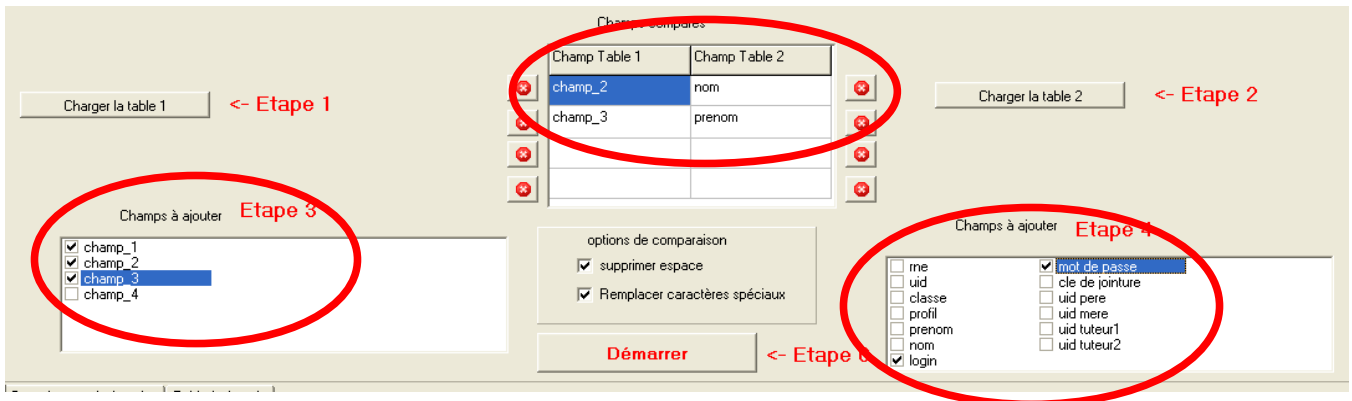 Champs comparés
Champ Table 1 Champ Table 2
champ_2 nom
champ_3 prenom
Charger la table 1 <- Etape 1
Charger la table 2 <- Etape 2
Champs à ajouter Etape 3
champ_1
champ_2
champ_3
champ_4
options de comparaison
supprimer espace
Remplacer caractères spéciaux
Démarrer <- Etape
Champs à ajouter Etape 4
rne
uid
classe
profil
prenom
nom
login
mot de passe
cle de jointure
uid pere
uid mere
uid tuteur1
uid tuteur2